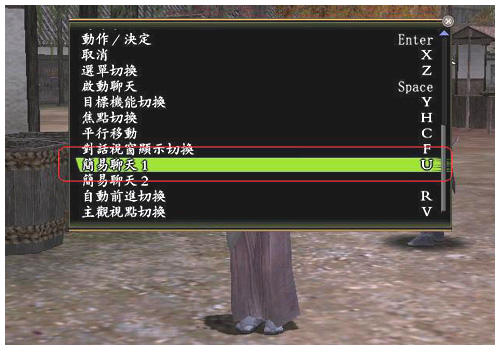 動作／決定 Enter
取消 X
選單切換 Z
啟動聊天 Space
目標機能切換 Y
焦點切換 H
平行移動 C
對話視窗顯示切換 F
簡易聊天 1 U
簡易聊天 2
自動前進切換 R
主觀視點切換 V